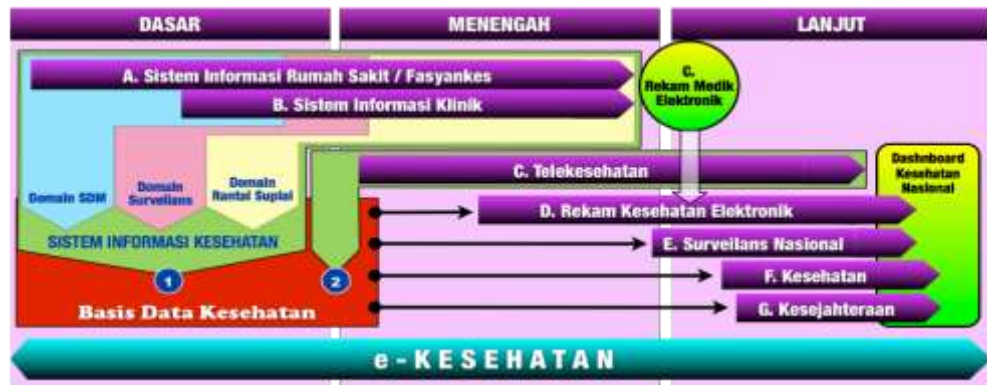 DASAR
MENENGAH
LANJUT
A. Sistem Informasi Rumah Sakit / Fasyankes
B. Sistem Informasi Klinik
C.
Rekam Medik
Elektronik
C. Telekesehatan
Dashnboard
Kesehatan
Nasional
Domain SDM
Domain
Surveilans
Domain
Rantai Suplai
D. Rekam Kesehatan Elektronik
SISTEM INFORMASI KESEHATAN
E. Surveilans Nasional
1
2
F. Kesehatan
Basis Data Kesehatan
G. Kesejahteraan
e - KESEHATAN